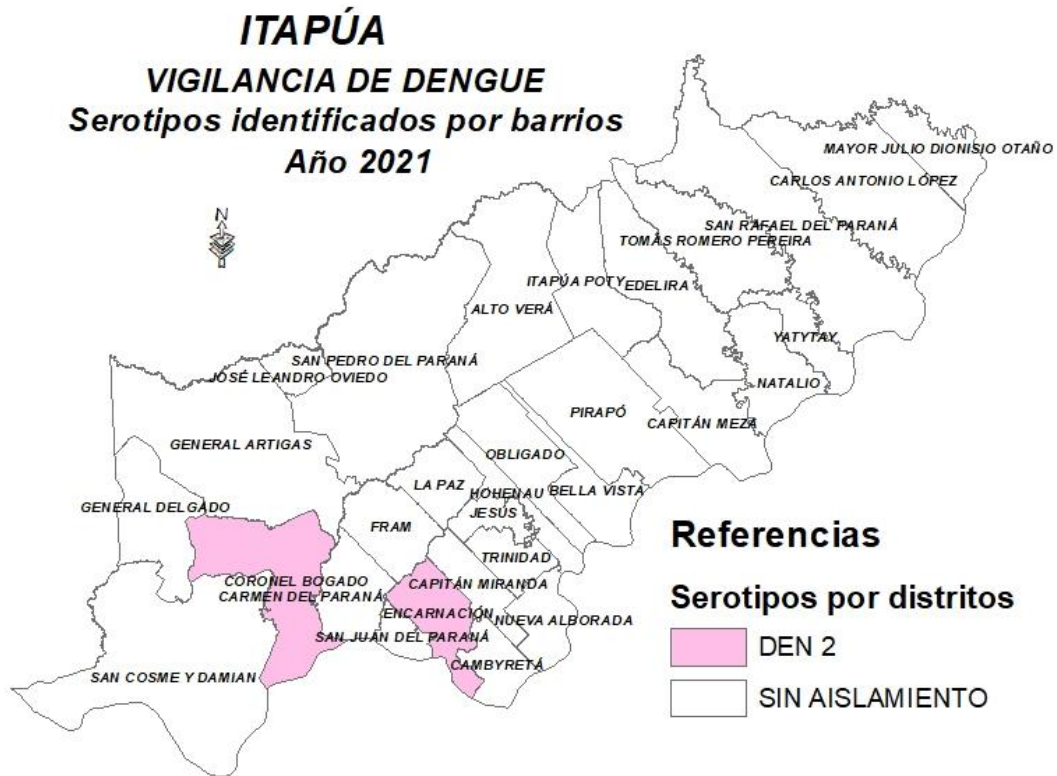 ITAPÚA
VIGILANCIA DE DENGUE
Serotipos identificados por barrios
Año 2021
N
MAYOR JULIO DIONISIO OTAÑO
CARLOS ANTONIO LÓPEZ
SAN RAFAEL DEL PARANÁ
TOMÁS ROMERO PEREIRA
ITAPÚA POTY
EDELIRA
ALTO VERÁ
YATYTAY
SAN PEDRO DEL PARANÁ
JOSÉ LEANDRO OVIEDO
NATALIO
PIRAPÓ
CAPITÁN MEZA
GENERAL ARTIGAS
OBLIGADO
LA PAZ
HOHENAU
BELLA VISTA
JESÚS
GENERAL DELGADO
FRAM
TRINIDAD
CORONEL BOGADO
CAPITÁN MIRANDA
CARMEN DEL PARANÁ
ENCARNACIÓN
NUEVA ALBORADA
SAN JUAN DEL PARANÁ
CAMBYRETÁ
SAN COSME Y DAMIAN
Referencias
Serotipos por distritos
DEN 2
SIN AISLAMIENTO